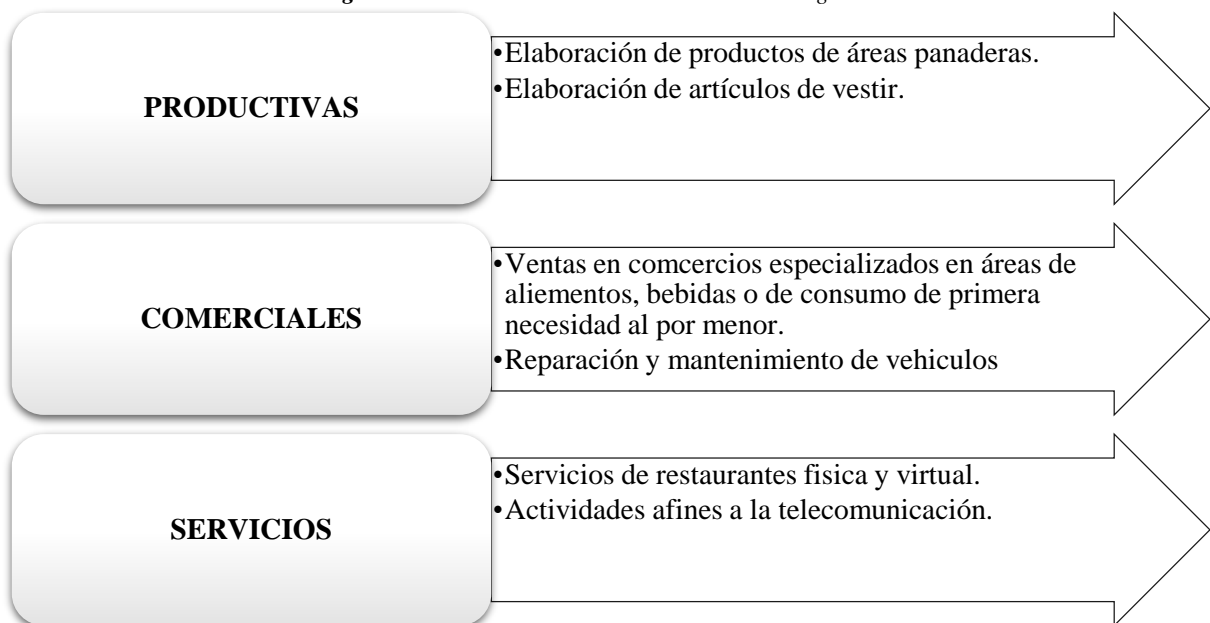 PRODUCTIVAS
•Elaboración de productos de áreas panaderas.
•Elaboración de artículos de vestir.
COMERCIALES
•Ventas en comcercios especializados en áreas de
aliementos, bebidas o de consumo de primera
necesidad al por menor.
•Reparación y mantenimiento de vehiculos
SERVICIOS
•Servicios de restaurantes fisica y virtual.
•Actividades afines a la telecomunicación.